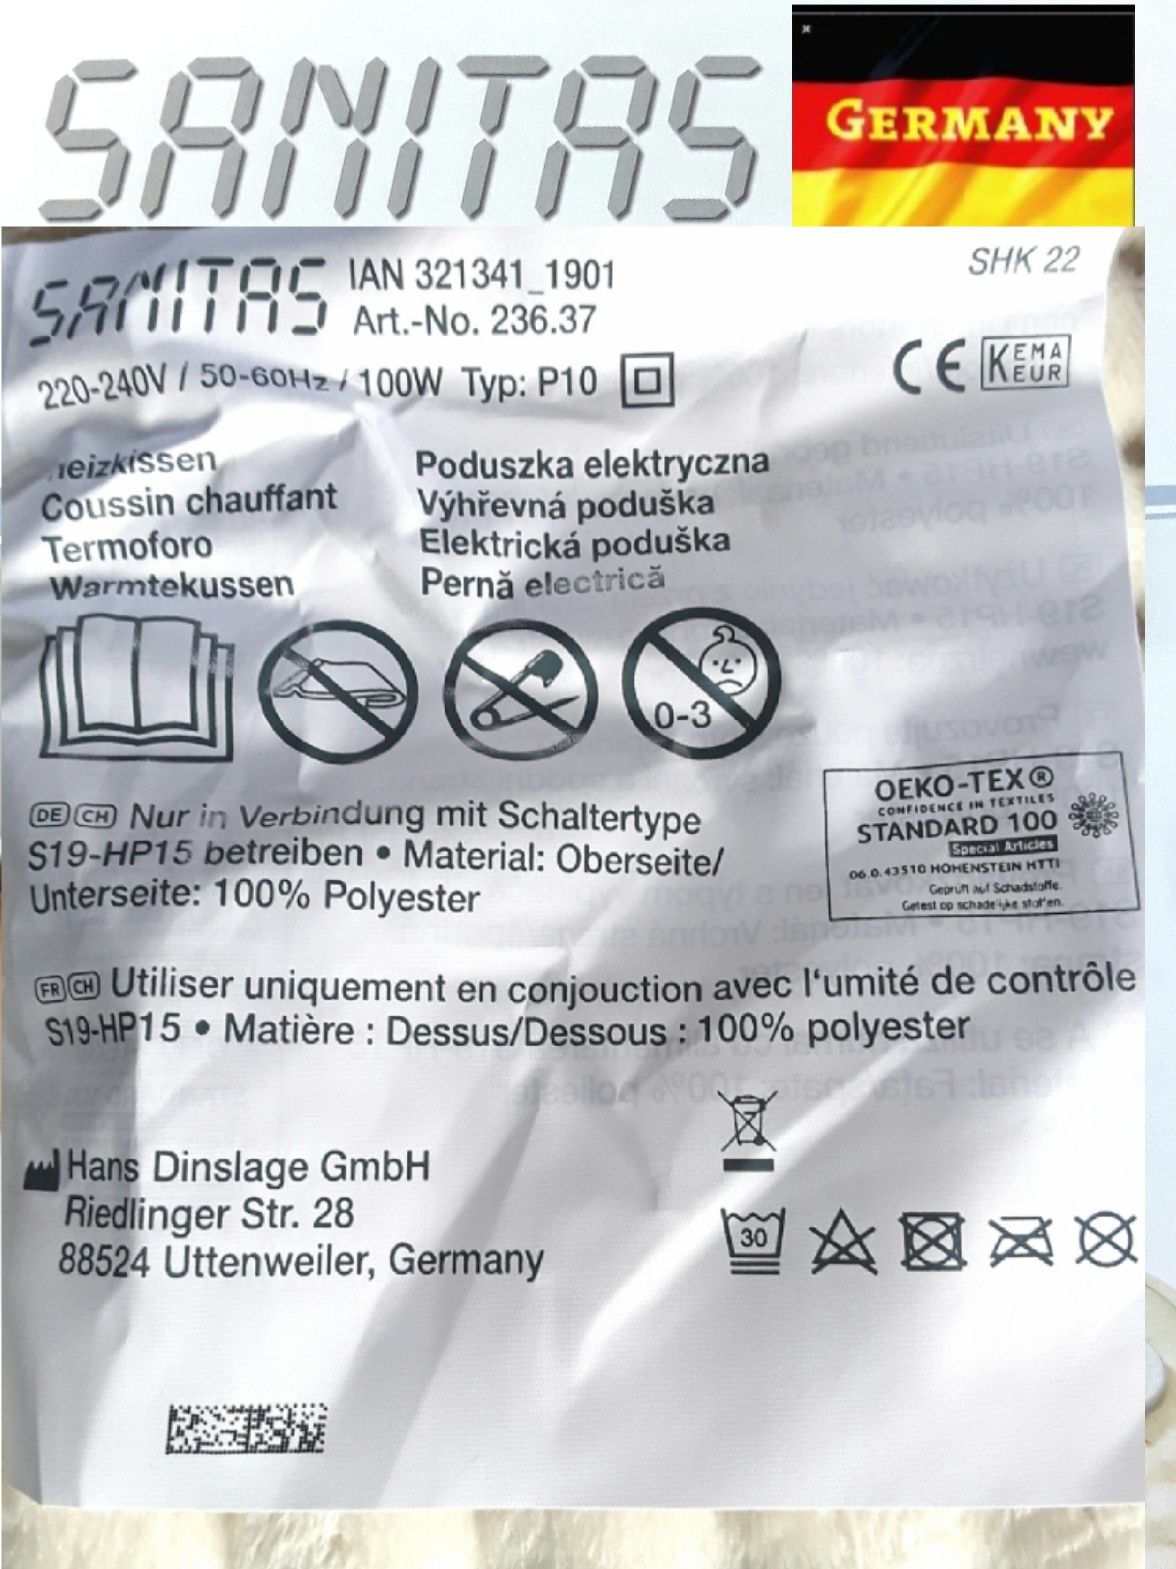 SANITAS
GERMANY
SANITAS
IAN 321341_1901
Art.-No. 236.37
SHK 22
220-240V / 50-60Hz / 100W Typ: P10
CE
KEMA
EUR
eizkissen
Coussin chauffant
Termoforo
Warmtekussen
Poduszka elektryczna
Výhřevná poduška
Elektrická poduška
Pernă electrică
0-3
DE CH Nur in Verbindung mit Schaltertype
S19-HP15 betreiben • Material: Oberseite/
Unterseite: 100% Polyester
OEKO-TEX®
CONFIDENCE IN TEXTILES
STANDARD 100
Special Articles
06.0.43510 HOHENSTEIN HTTI
Geprüft auf Schadstoffe.
Getest op schadelijke stoffen.
FR CH Utiliser uniquement en conjouction avec l‘umité de contrôle
S19-HP15 • Matière : Dessus/Dessous : 100% polyester
Hans Dinslage GmbH
Riedlinger Str. 28
88524 Uttenweiler, Germany
30